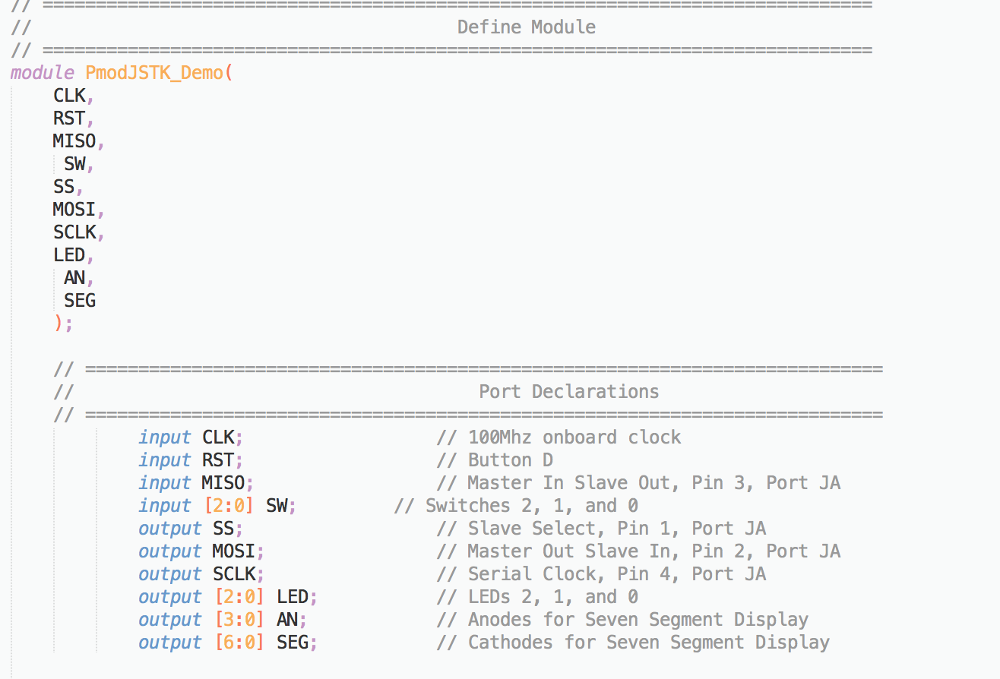 // ==============================================================================
//                                        Define Module
// ==============================================================================
module PmodJSTK_Demo(
    CLK,
    RST,
    MISO,
     SW,
    SS,
    MOSI,
    SCLK,
    LED,
     AN,
     SEG
    );
    // ===========================================================================
    //                                      Port Declarations
    // ===========================================================================
            input CLK;                  // 100Mhz onboard clock
            input RST;                  // Button D
            input MISO;                 // Master In Slave Out, Pin 3, Port JA
            input [2:0] SW;         // Switches 2, 1, and 0
            output SS;                  // Slave Select, Pin 1, Port JA
            output MOSI;                // Master Out Slave In, Pin 2, Port JA
            output SCLK;                // Serial Clock, Pin 4, Port JA
            output [2:0] LED;           // LEDs 2, 1, and 0
            output [3:0] AN;            // Anodes for Seven Segment Display
            output [6:0] SEG;           // Cathodes for Seven Segment Display